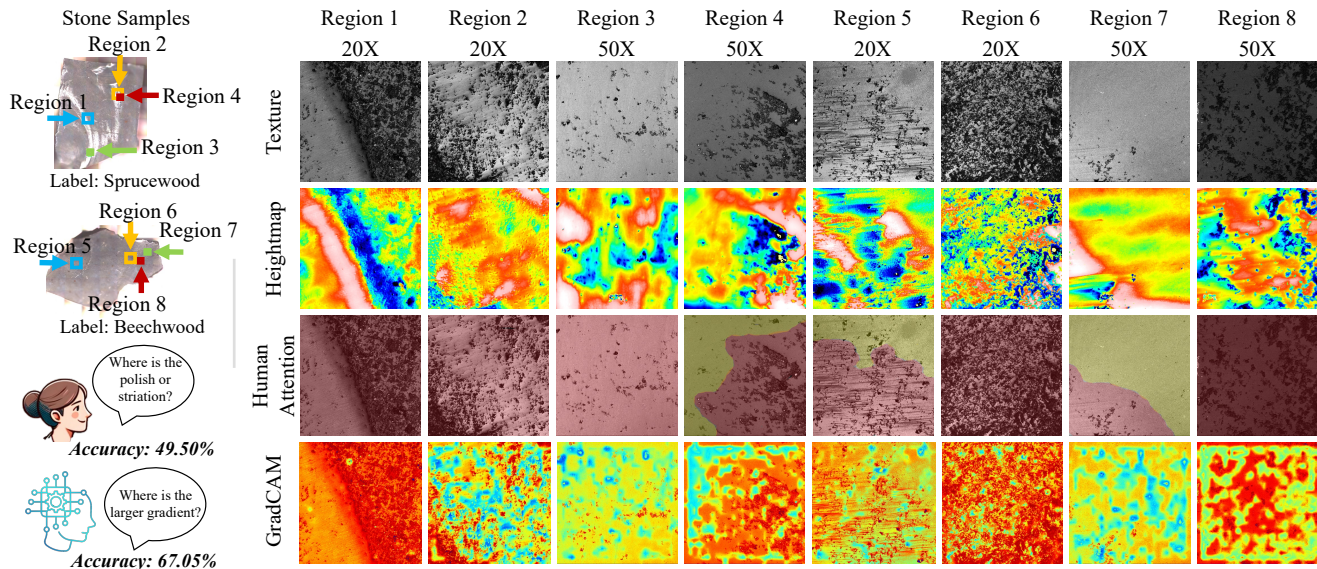 Stone Samples
Region 2
Region 1
Region 4
Region 3
Label: Sprucewood
Region 6
Region 7
Region 5
Region 8
Label: Beechwood
Where is the
polish or
striation?
Accuracy: 49.50%
Where is the
larger gradient?
Accuracy: 67.05%
Region 1 Region 2 Region 3 Region 4 Region 5 Region 6 Region 7 Region 8
20X 20X 50X 50X 20X 20X 50X 50X
Texture
Heightmap
Human
Attention
GradCAM